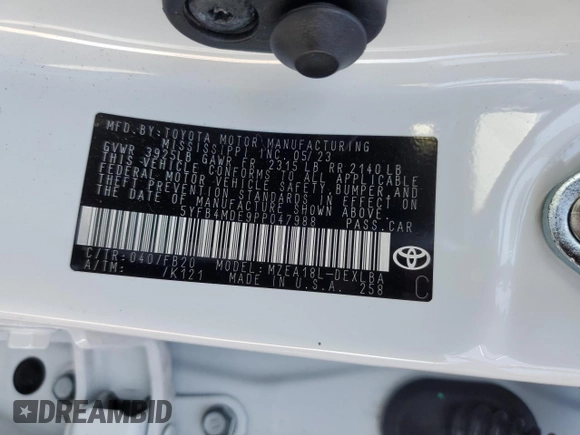 MFD.BY:TOYOTA MOTOR MANUFACTURING
MISSISSIPPI, INC. 05/23
GVWR 3925LB GAWR FR 2315 LB RR 2140 LB
THIS VEHICLE CONFORMS TO ALL APPLICABLE
FEDERAL MOTOR VEHICLE SAFETY, BUMPER, AND
THEFT PREVENTION STANDARDS IN EFFECT ON
THE DATE OF MANUFACTURE SHOWN ABOVE.
5YFB4MDE9PP047988 PASS.CAR
C/TR: 040/FB20 MODEL: MZEA18L-DEXLBA
A/TM: /K121 MADE IN U.S.A. 258
C
DREAMBID